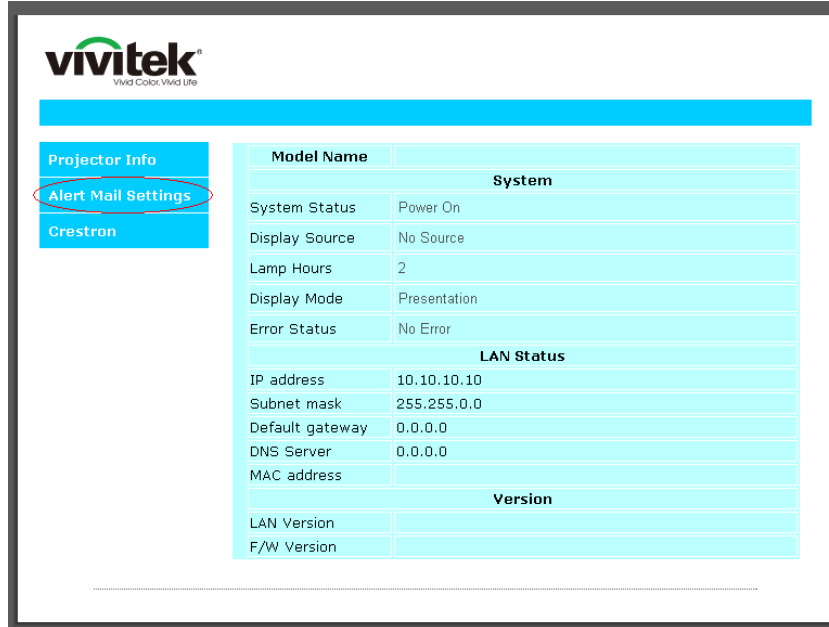 vivitek®
Vivid Color, Vivid Life
Projector Info
Alert Mail Settings
Crestron
Model Name
System
System Status Power On
Display Source No Source
Lamp Hours 2
Display Mode Presentation
Error Status No Error
LAN Status
IP address 10.10.10.10
Subnet mask 255.255.0.0
Default gateway 0.0.0.0
DNS Server 0.0.0.0
MAC address
Version
LAN Version
F/W Version